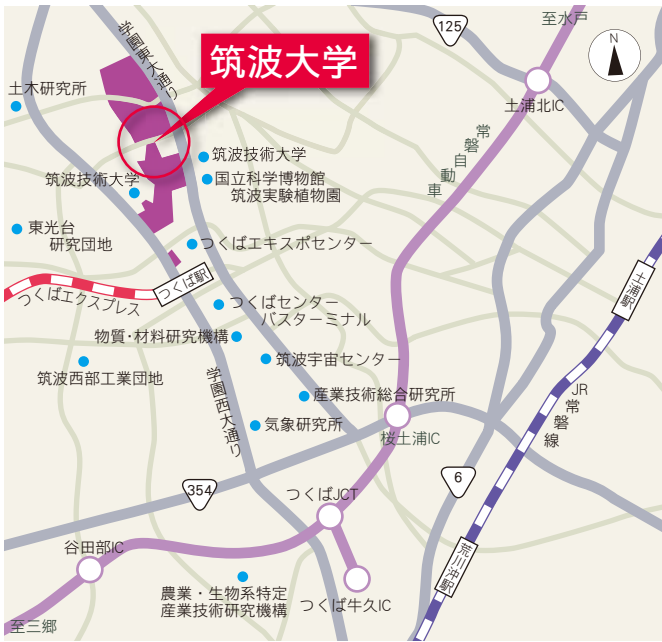 至水戸
125
N
学園東大通り
筑波大学
土木研究所
土浦北IC
常磐自動車
筑波技術大学
国立科学博物館
筑波実験植物園
筑波技術大学
東光台
研究団地
つくばエキスポセンター
つくば駅
つくばエクスプレス
土浦駅
つくばセンター
バスターミナル
物質・材料研究機構
筑波宇宙センター
筑波西部工業団地
学園西大通り
産業技術総合研究所
JR常磐線
気象研究所
桜土浦IC
354
6
つくばJCT
谷田部IC
荒川沖駅
農業・生物系特定
産業技術研究機構
つくば牛久IC
至三郷